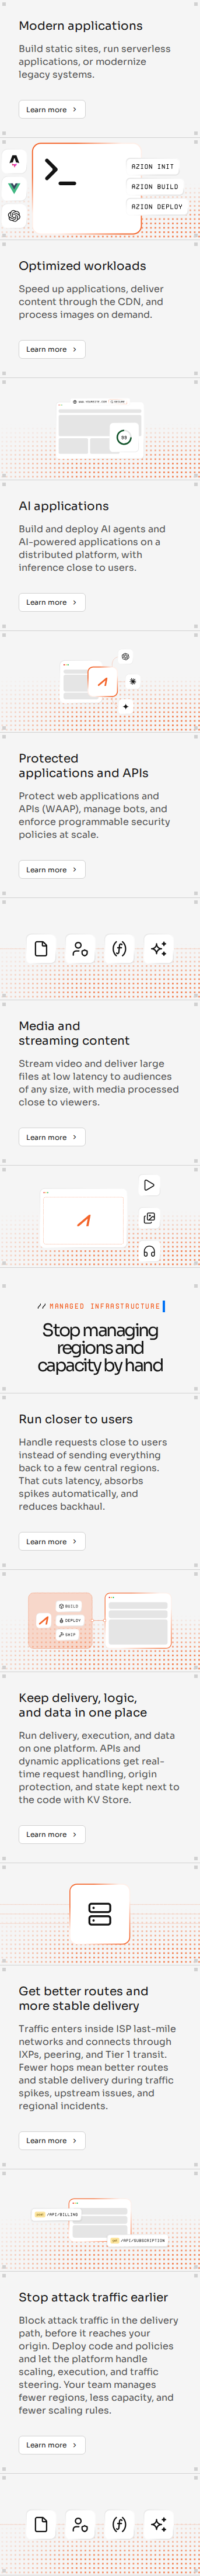 Modern applications
Build static sites, run serverless
applications, or modernize
legacy systems.
Learn more
AZION INIT
AZION BUILD
AZION DEPLOY
Optimized workloads
Speed up applications, deliver
content through the CDN, and
process images on demand.
Learn more
AI applications
Build and deploy AI agents and
AI-powered applications on a
distributed platform, with
inference close to users.
Learn more
Protected
applications and APIs
Protect web applications and
APIs (WAAP), manage bots, and
enforce programmable security
policies at scale.
Learn more
Media and
streaming content
Stream video and deliver large
files at low latency to audiences
of any size, with media processed
close to viewers.
Learn more
// MANAGED INFRASTRUCTURE
Stop managing
regions and
capacity by hand
Run closer to users
Handle requests close to users
instead of sending everything
back to a few central regions.
That cuts latency, absorbs
spikes automatically, and
reduces backhaul.
Learn more
BUILD
DEPLOY
SHIP
Keep delivery, logic,
and data in one place
Run delivery, execution, and data
on one platform. APIs and
dynamic applications get real-
time request handling, origin
protection, and state kept next to
the code with KV Store.
Learn more
Get better routes and
more stable delivery
Traffic enters inside ISP last-mile
networks and connects through
IXPs, peering, and Tier 1 transit.
Fewer hops mean better routes
and stable delivery during traffic
spikes, upstream issues, and
regional incidents.
Learn more
/API/BILLING
/API/SUBSCRIPTION
Stop attack traffic earlier
Block attack traffic in the delivery
path, before it reaches your
origin. Deploy code and policies
and let the platform handle
scaling, execution, and traffic
steering. Your team manages
fewer regions, less capacity, and
fewer scaling rules.
Learn more